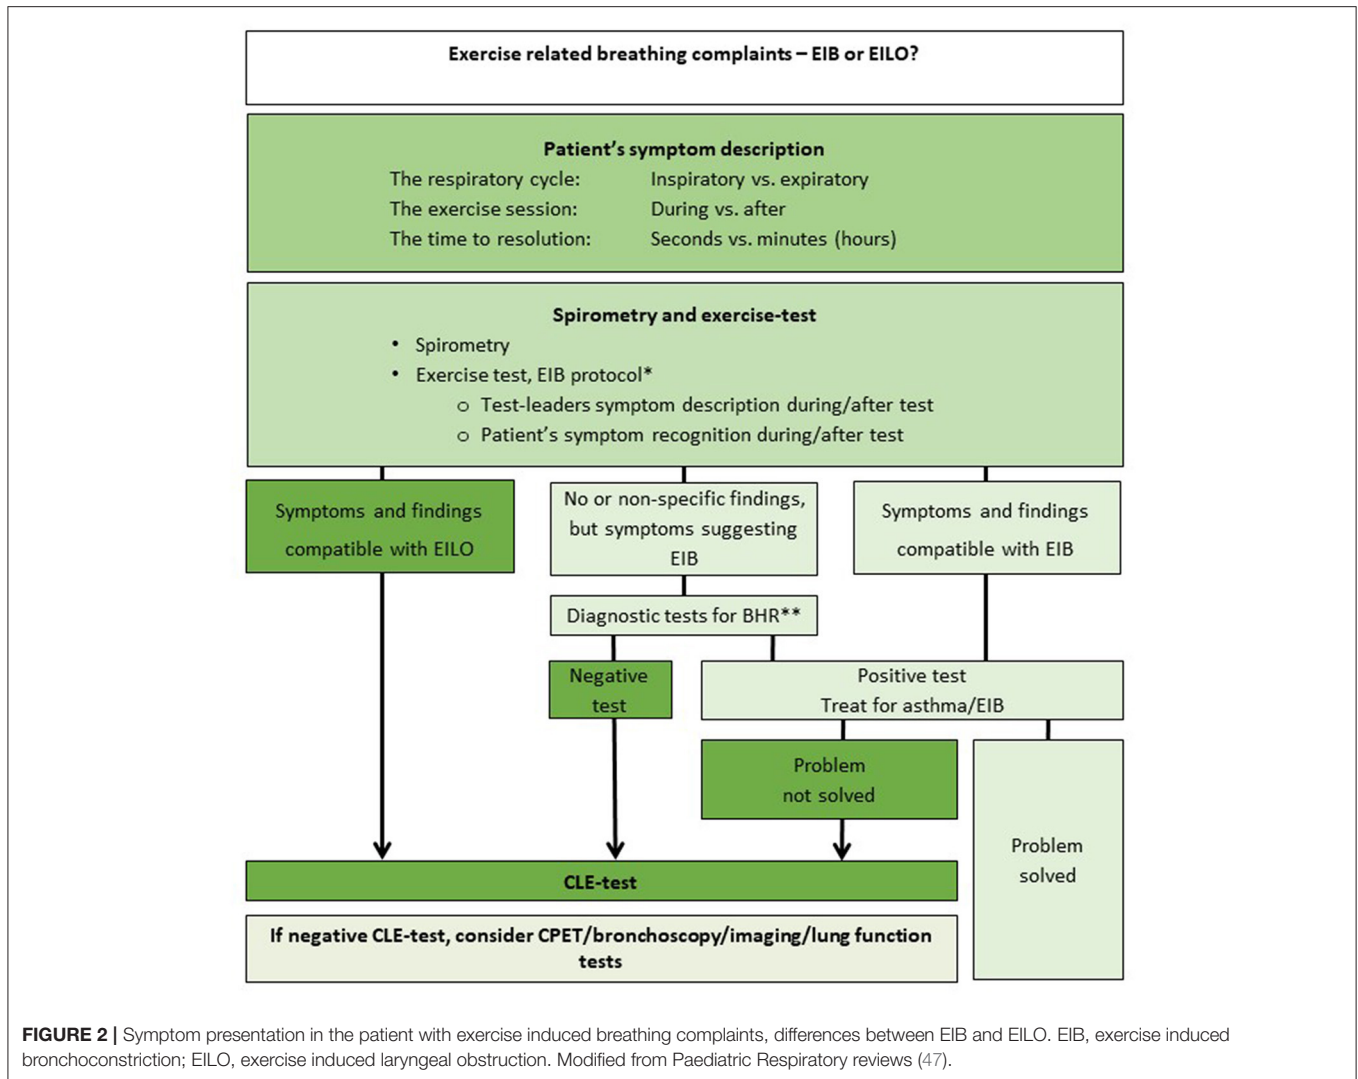 Exercise related breathing complaints – EIB or EILO?
Patient's symptom description
The respiratory cycle: Inspiratory vs. expiratory
The exercise session: During vs. after
The time to resolution: Seconds vs. minutes (hours)
Spirometry and exercise-test
• Spirometry
• Exercise test, EIB protocol*
o Test-leaders symptom description during/after test
o Patient's symptom recognition during/after test
Symptoms and findings
compatible with EILO
No or non-specific findings,
but symptoms suggesting
EIB
Symptoms and findings
compatible with EIB
Diagnostic tests for BHR**
Negative
test
Positive test
Treat for asthma/EIB
Problem
not solved
Problem
solved
CLE-test
If negative CLE-test, consider CPET/bronchoscopy/imaging/lung function
tests
FIGURE 2 | Symptom presentation in the patient with exercise induced breathing complaints, differences between EIB and EILO. EIB, exercise induced
bronchoconstriction; EILO, exercise induced laryngeal obstruction. Modified from Paediatric Respiratory reviews (47).